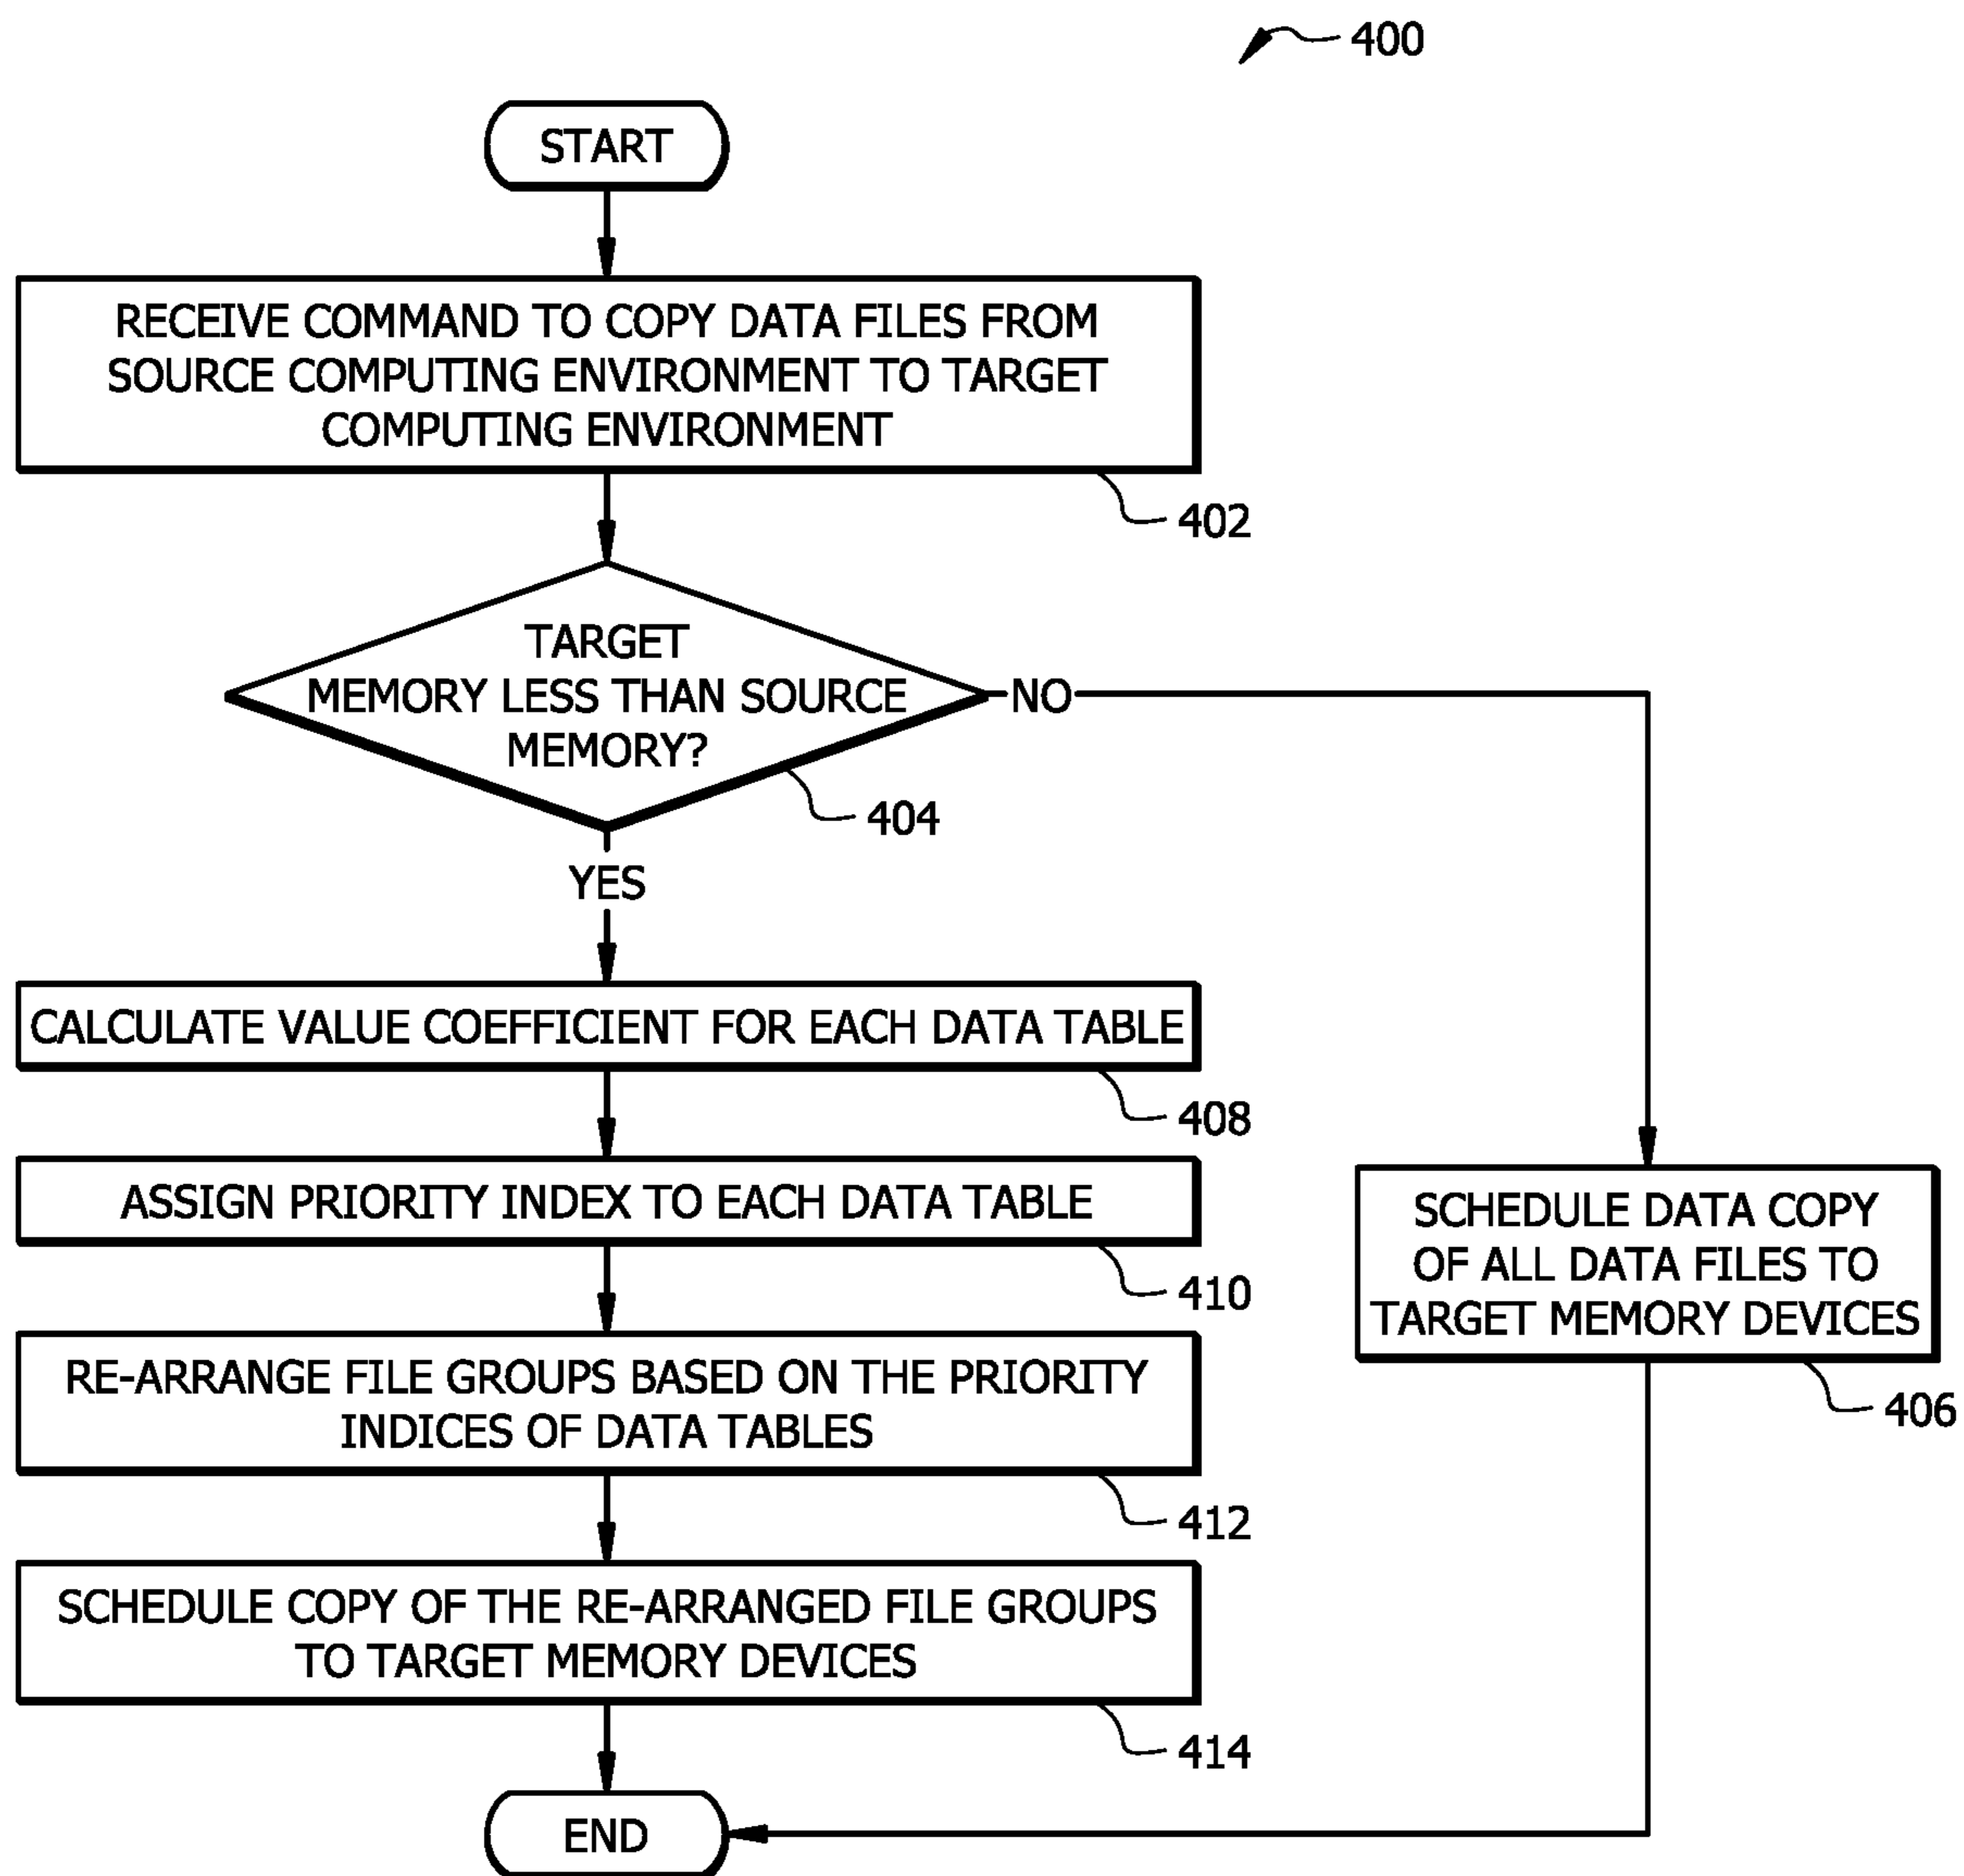 400
START
RECEIVE COMMAND TO COPY DATA FILES FROM
SOURCE COMPUTING ENVIRONMENT TO TARGET
COMPUTING ENVIRONMENT
402
TARGET
MEMORY LESS THAN SOURCE
MEMORY?
NO
404
YES
CALCULATE VALUE COEFFICIENT FOR EACH DATA TABLE
408
ASSIGN PRIORITY INDEX TO EACH DATA TABLE
410
RE-ARRANGE FILE GROUPS BASED ON THE PRIORITY
INDICES OF DATA TABLES
412
SCHEDULE COPY OF THE RE-ARRANGED FILE GROUPS
TO TARGET MEMORY DEVICES
414
SCHEDULE DATA COPY
OF ALL DATA FILES TO
TARGET MEMORY DEVICES
406
END